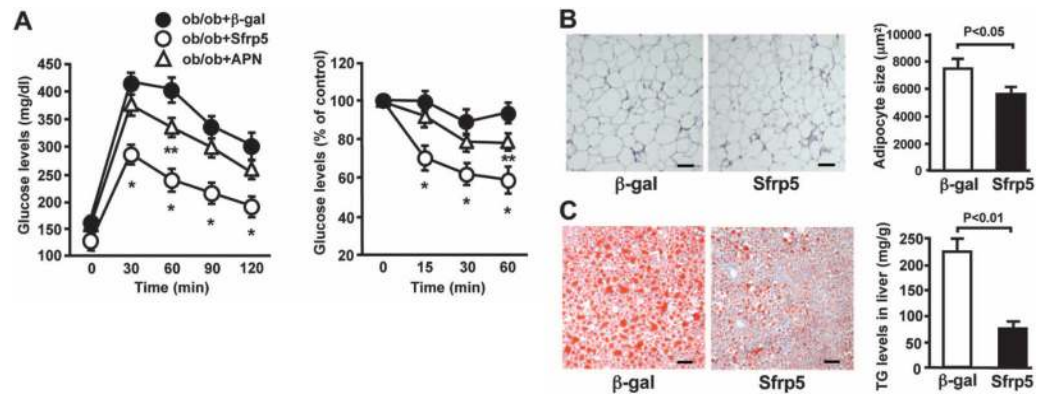 A
ob/ob+β-gal
ob/ob+Sfrp5
ob/ob+APN
Glucose levels (mg/dl)
450
400
350
300
250
200
150
100
**
*
*
*
*
0 30 60 90 120
Time (min)
Glucose levels (% of control)
120
100
80
60
40
20
**
*
*
*
0 15 30 60
Time (min)
B
β-gal
Sfrp5
Adipocyte size (μm²)
10000
8000
6000
4000
2000
0
P<0.05
β-gal Sfrp5
C
β-gal
Sfrp5
TG levels in liver (mg/g)
250
200
150
100
50
0
P<0.01
β-gal Sfrp5